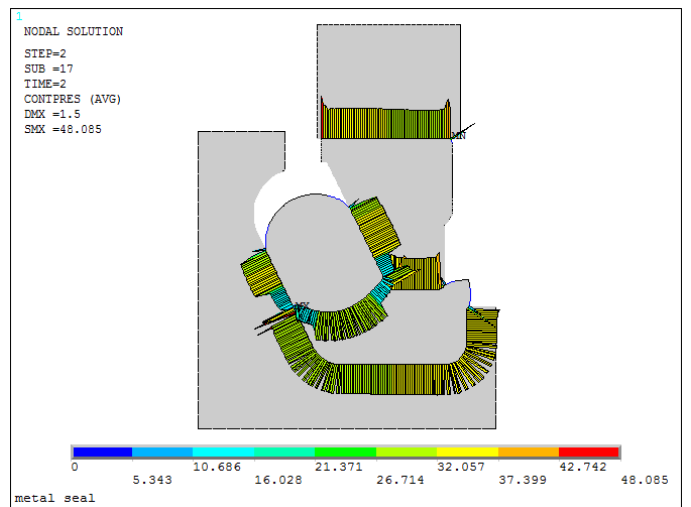 1
NODAL SOLUTION
STEP=2
SUB =17
TIME=2
CONTPRES (AVG)
DMX =1.5
SMX =48.085
MN
MX
0 10.686 21.371 32.057 42.742
5.343 16.028 26.714 37.399 48.085
metal seal